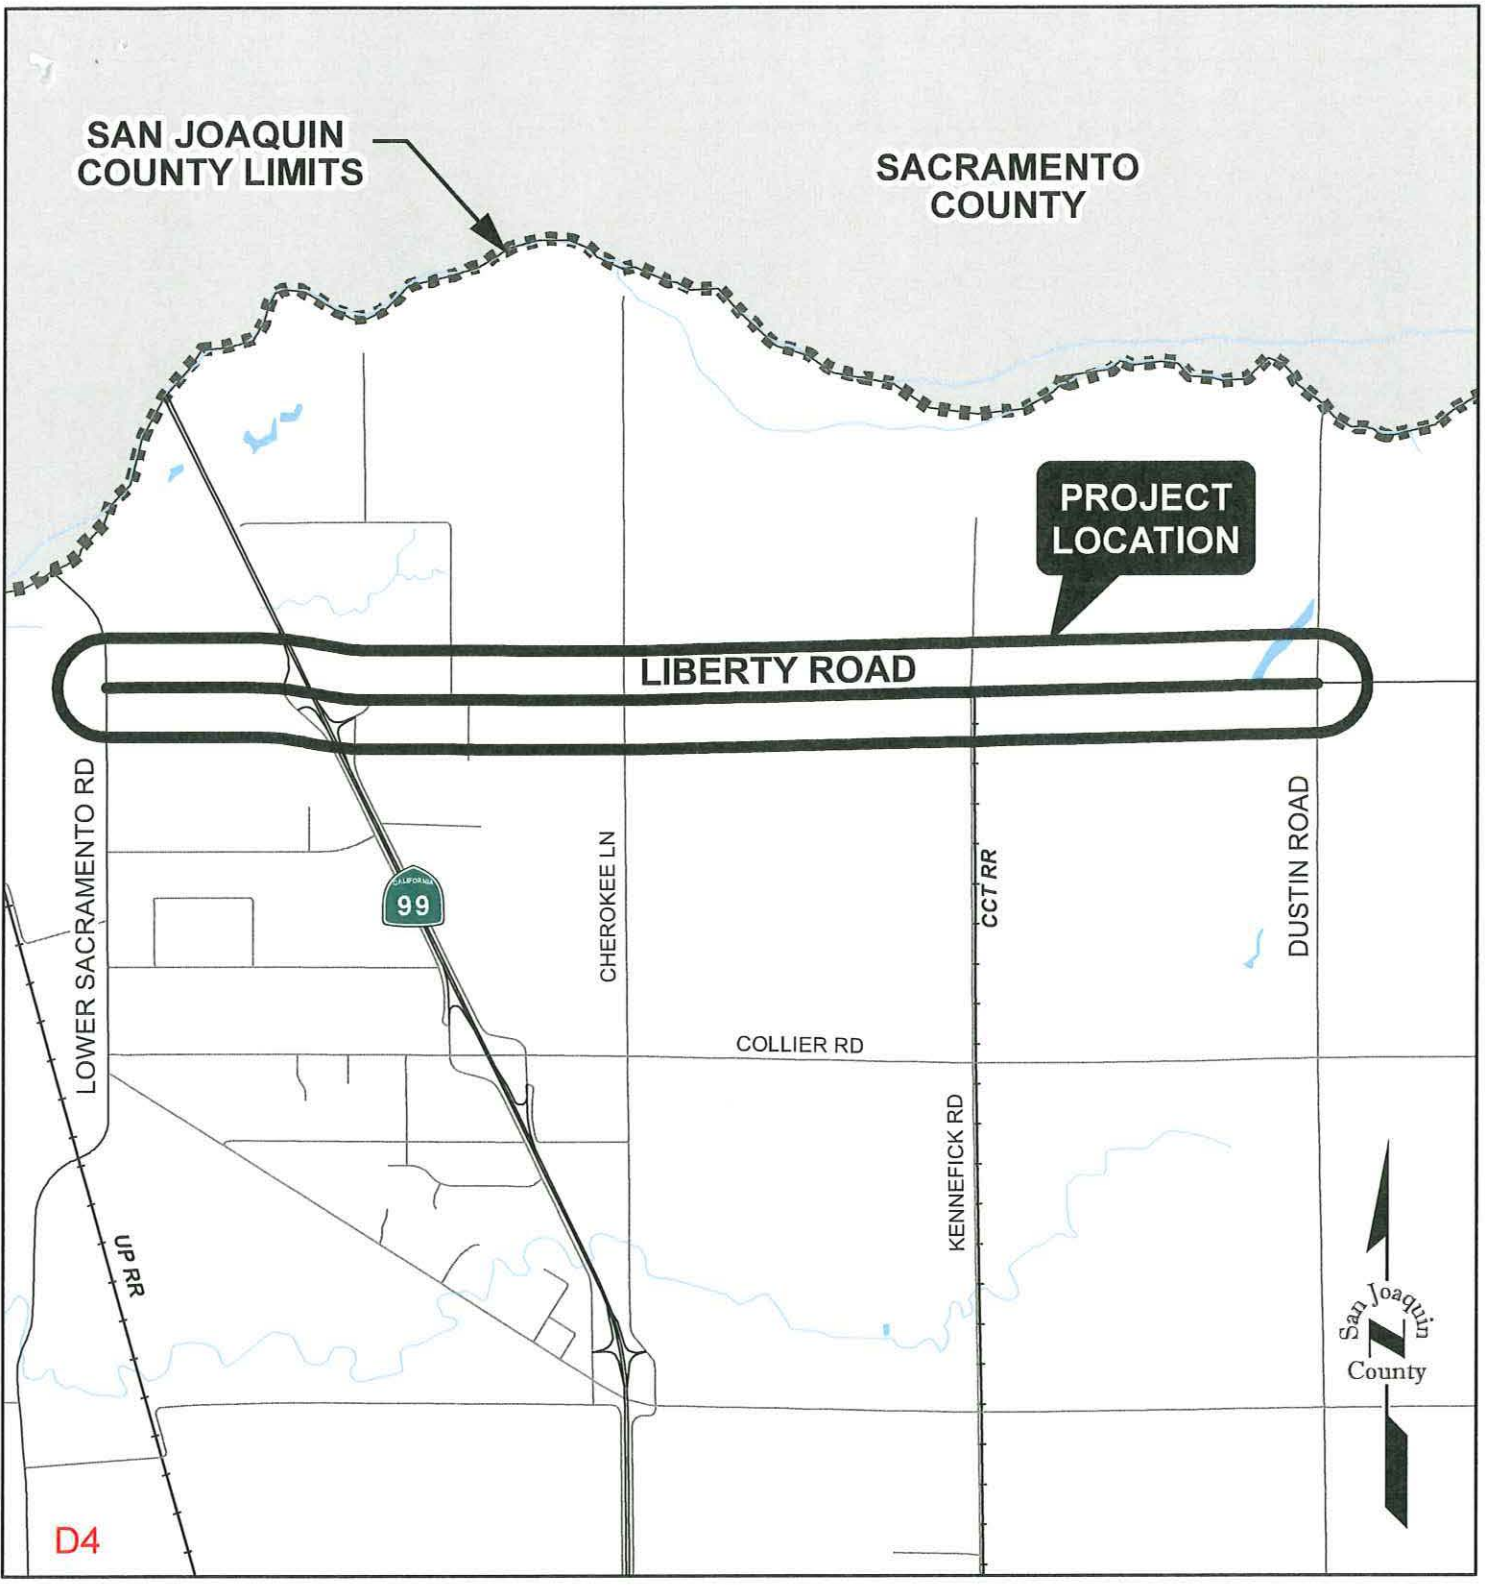 SAN JOAQUIN
COUNTY LIMITS
SACRAMENTO
COUNTY
PROJECT
LOCATION
LIBERTY ROAD
LOWER SACRAMENTO RD
CALIFORNIA
99
CHEROKEE LN
CCT RR
DUSTIN ROAD
COLLIER RD
KENNEFICK RD
UP RR
San Joaquin
N
County
D4